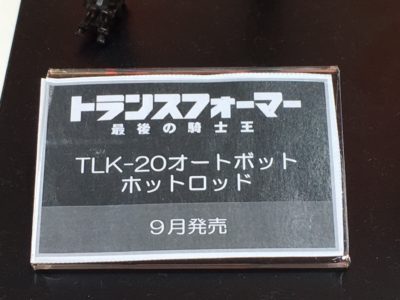 トランスフォーマー
最後の騎士王
TLK-20オートボット
ホットロッド
9月発売